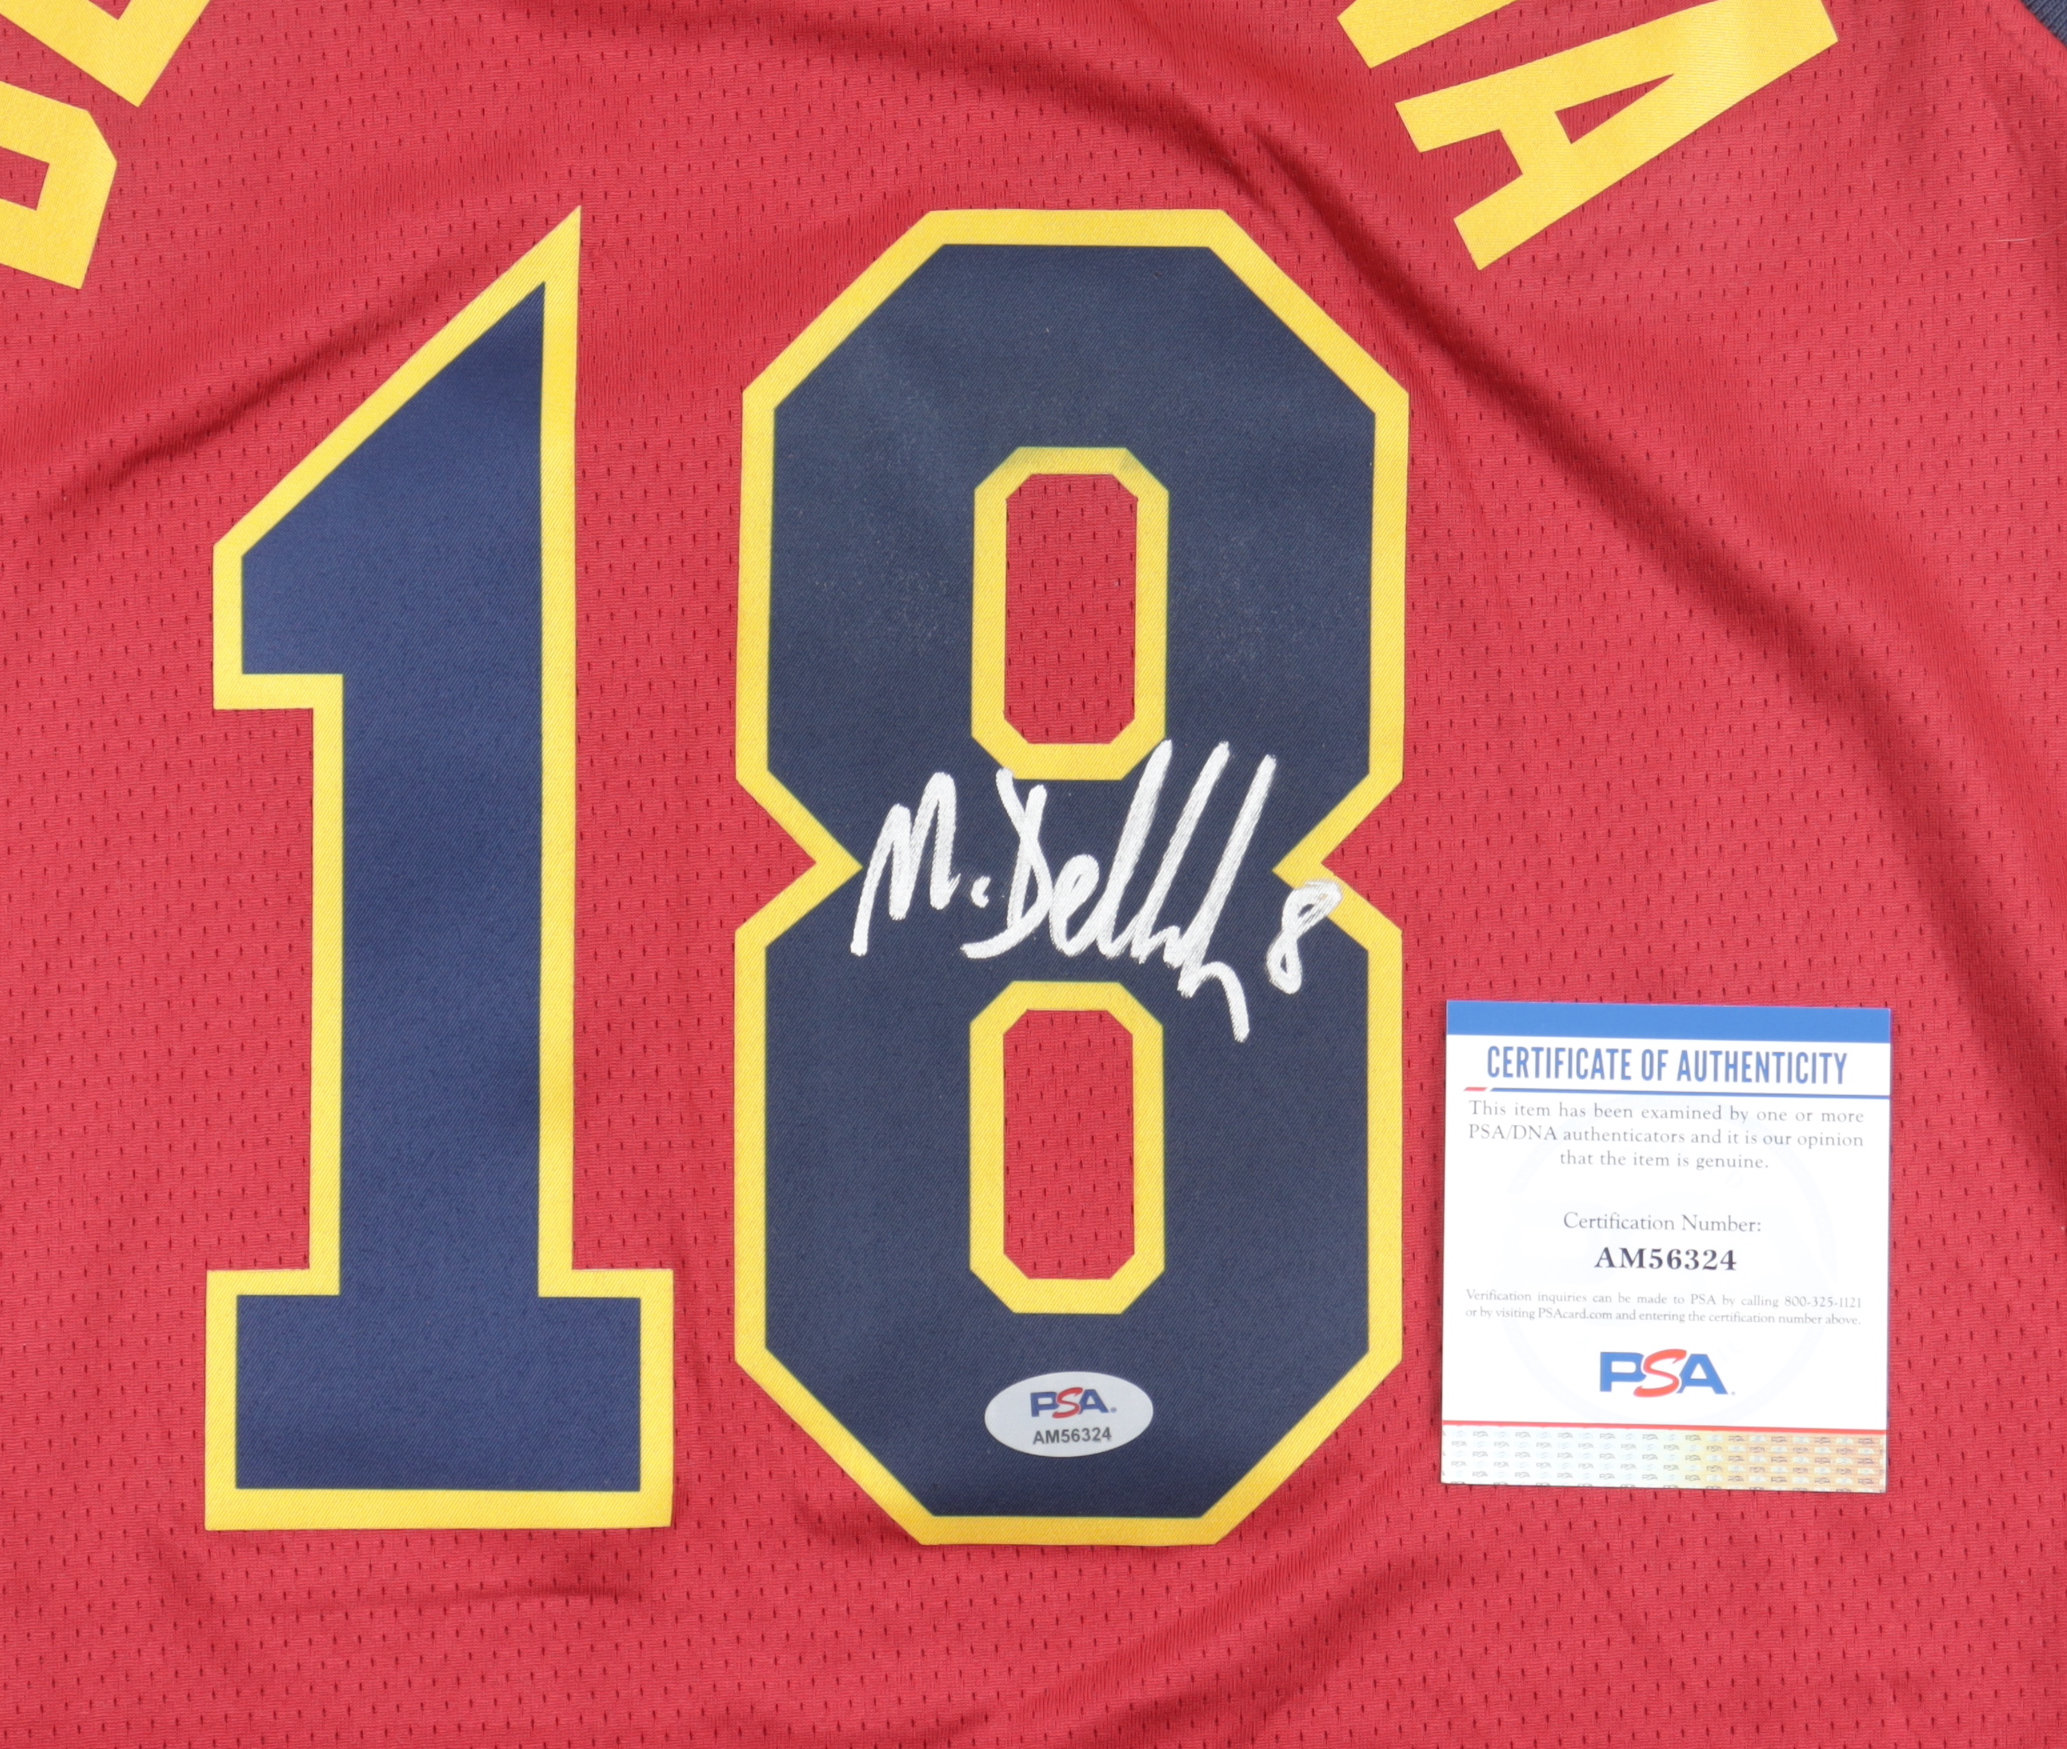 A
18
M. Delly 8
PSA
AM56324
CERTIFICATE OF AUTHENTICITY
This item has been examined by one or more
PSA/DNA authenticators and it is our opinion
that the item is genuine.
Certification Number:
AM56324
Verification inquiries can be made to PSA by calling 800-325-1121
or by visiting PSAcard.com and entering the certification number above.
PSA